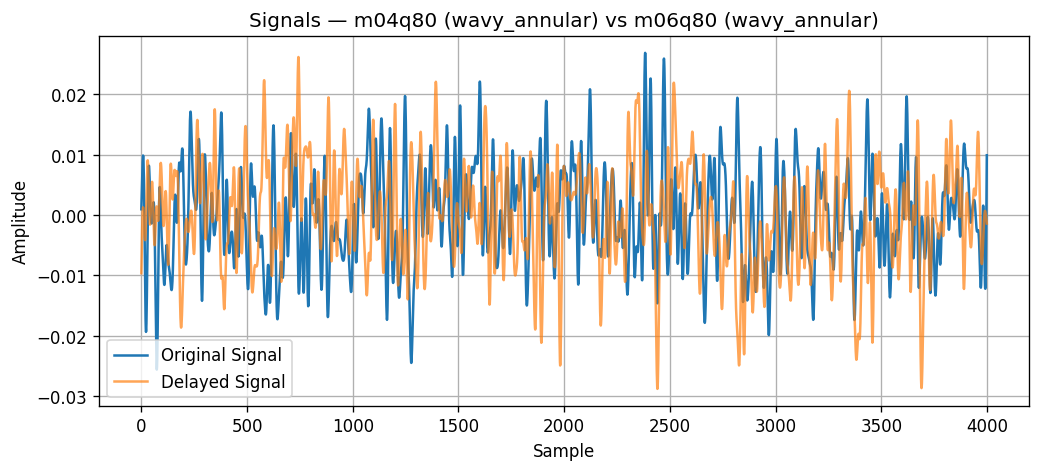 Signals — m04q80 (wavy_annular) vs m06q80 (wavy_annular)
0.02
0.01
0.00
−0.01
−0.02
−0.03
Amplitude
Original Signal
Delayed Signal
0 500 1000 1500 2000 2500 3000 3500 4000
Sample